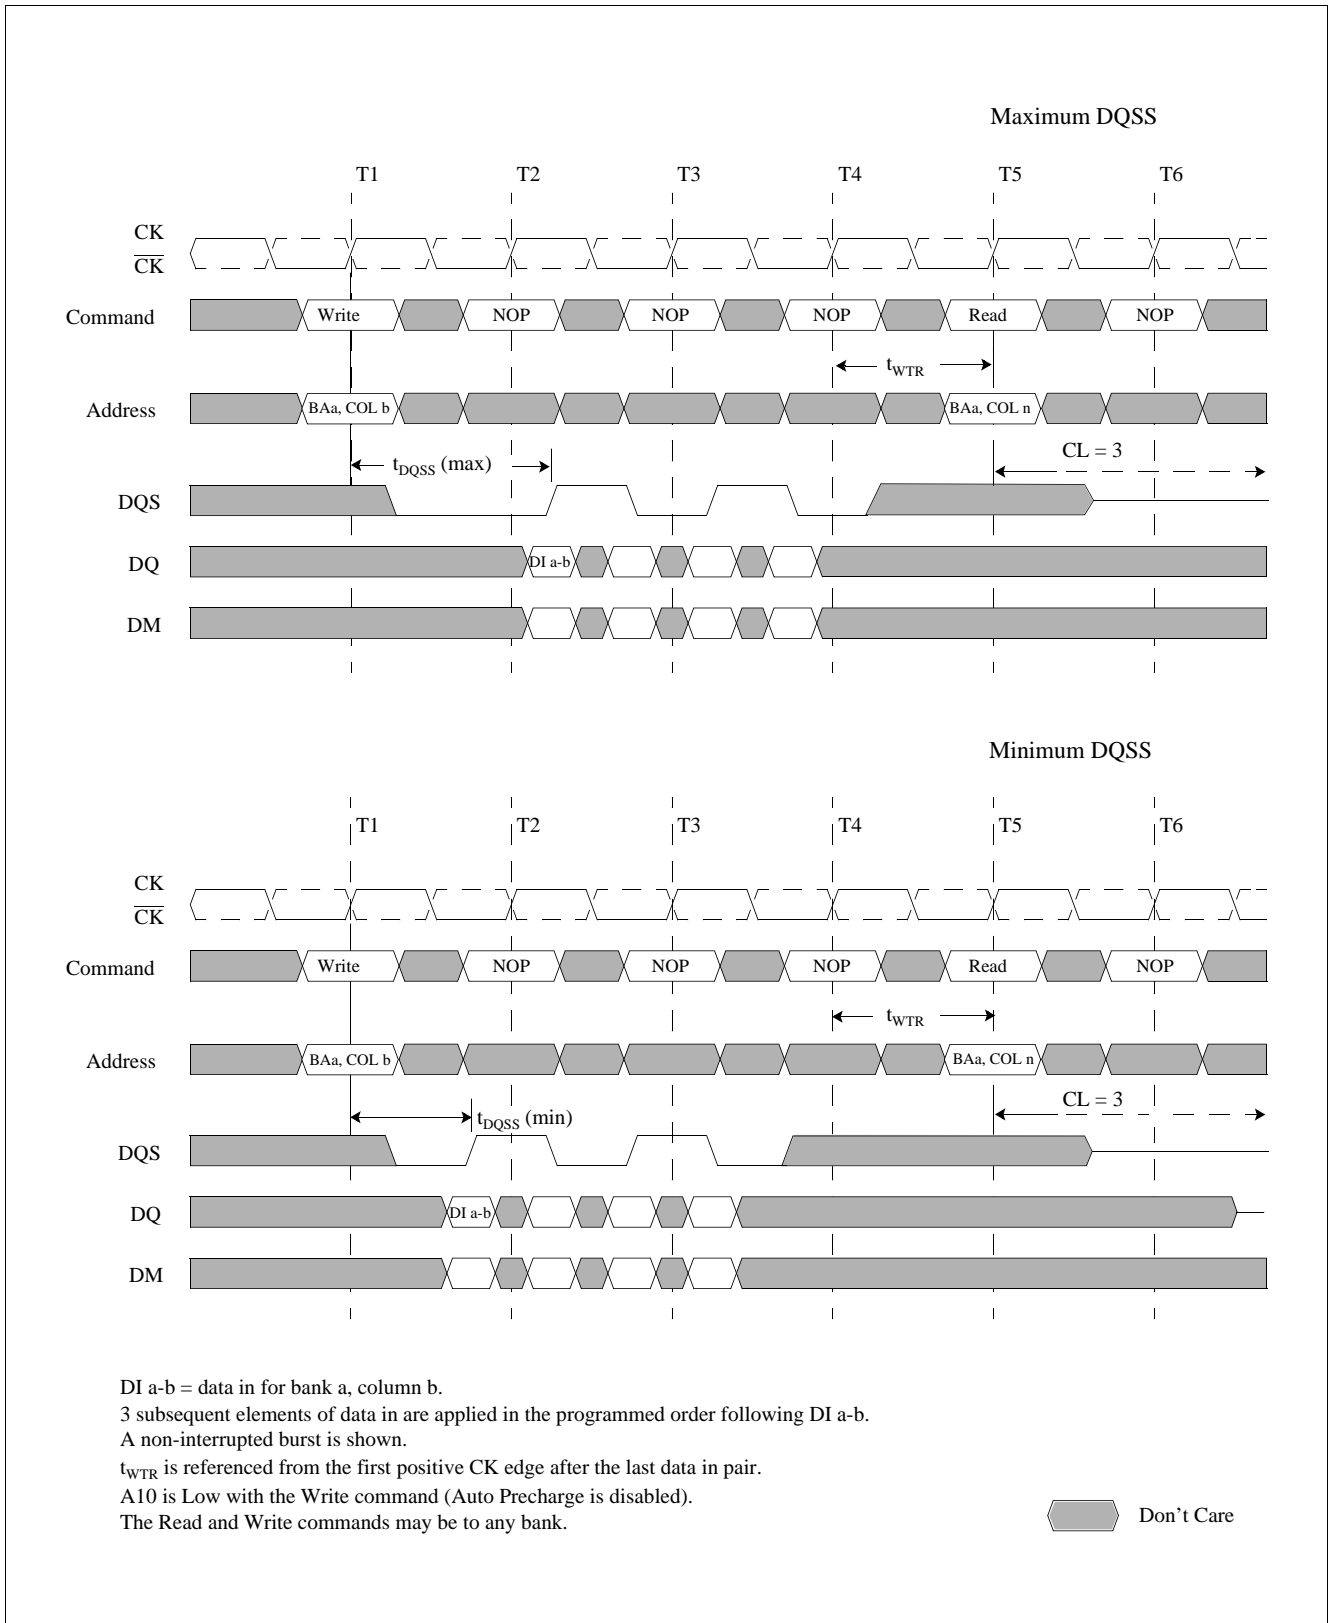 Maximum DQSS
T1 T2 T3 T4 T5 T6
CK
CK
Command Write NOP NOP NOP Read NOP
tWTR
Address BAa, COL b BAa, COL n
tDQSS (max) CL = 3
DQS
DQ DI a-b
DM
Minimum DQSS
T1 T2 T3 T4 T5 T6
CK
CK
Command Write NOP NOP NOP Read NOP
tWTR
Address BAa, COL b BAa, COL n
tDQSS (min) CL = 3
DQS
DQ DI a-b
DM
DI a-b = data in for bank a, column b.
3 subsequent elements of data in are applied in the programmed order following DI a-b.
A non-interrupted burst is shown.
tWTR is referenced from the first positive CK edge after the last data in pair.
A10 is Low with the Write command (Auto Precharge is disabled).
The Read and Write commands may be to any bank.
Don't Care